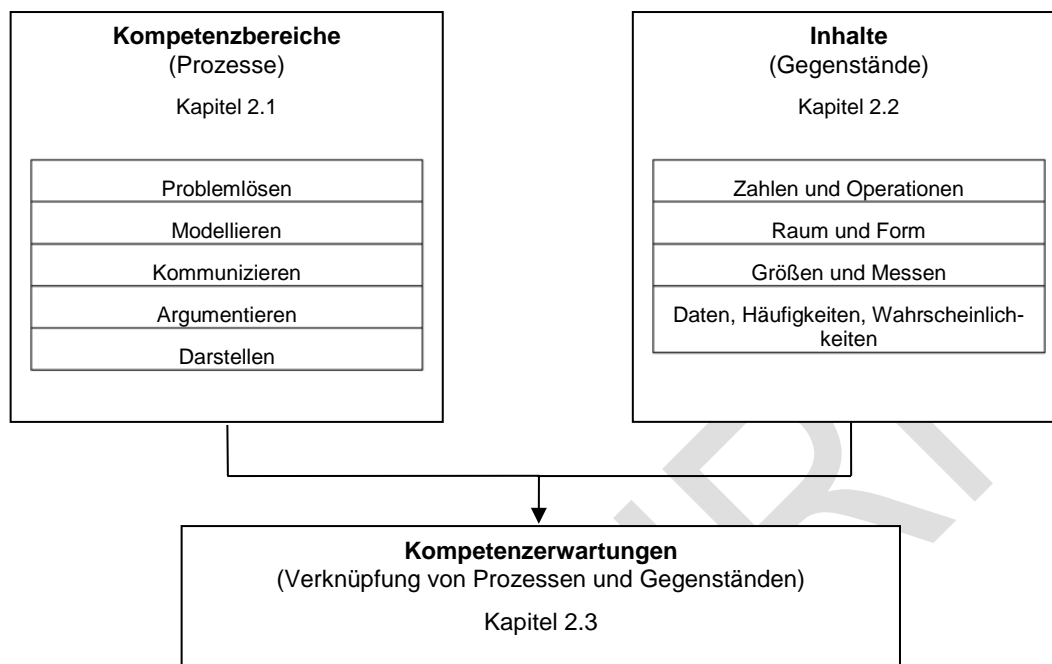 Kompetenzbereiche
(Prozesse)
Kapitel 2.1
Problemlösen
Modellieren
Kommunizieren
Argumentieren
Darstellen
Inhalte
(Gegenstände)
Kapitel 2.2
Zahlen und Operationen
Raum und Form
Größen und Messen
Daten, Häufigkeiten, Wahrscheinlich-
keiten
Kompetenzerwartungen
(Verknüpfung von Prozessen und Gegenständen)
Kapitel 2.3